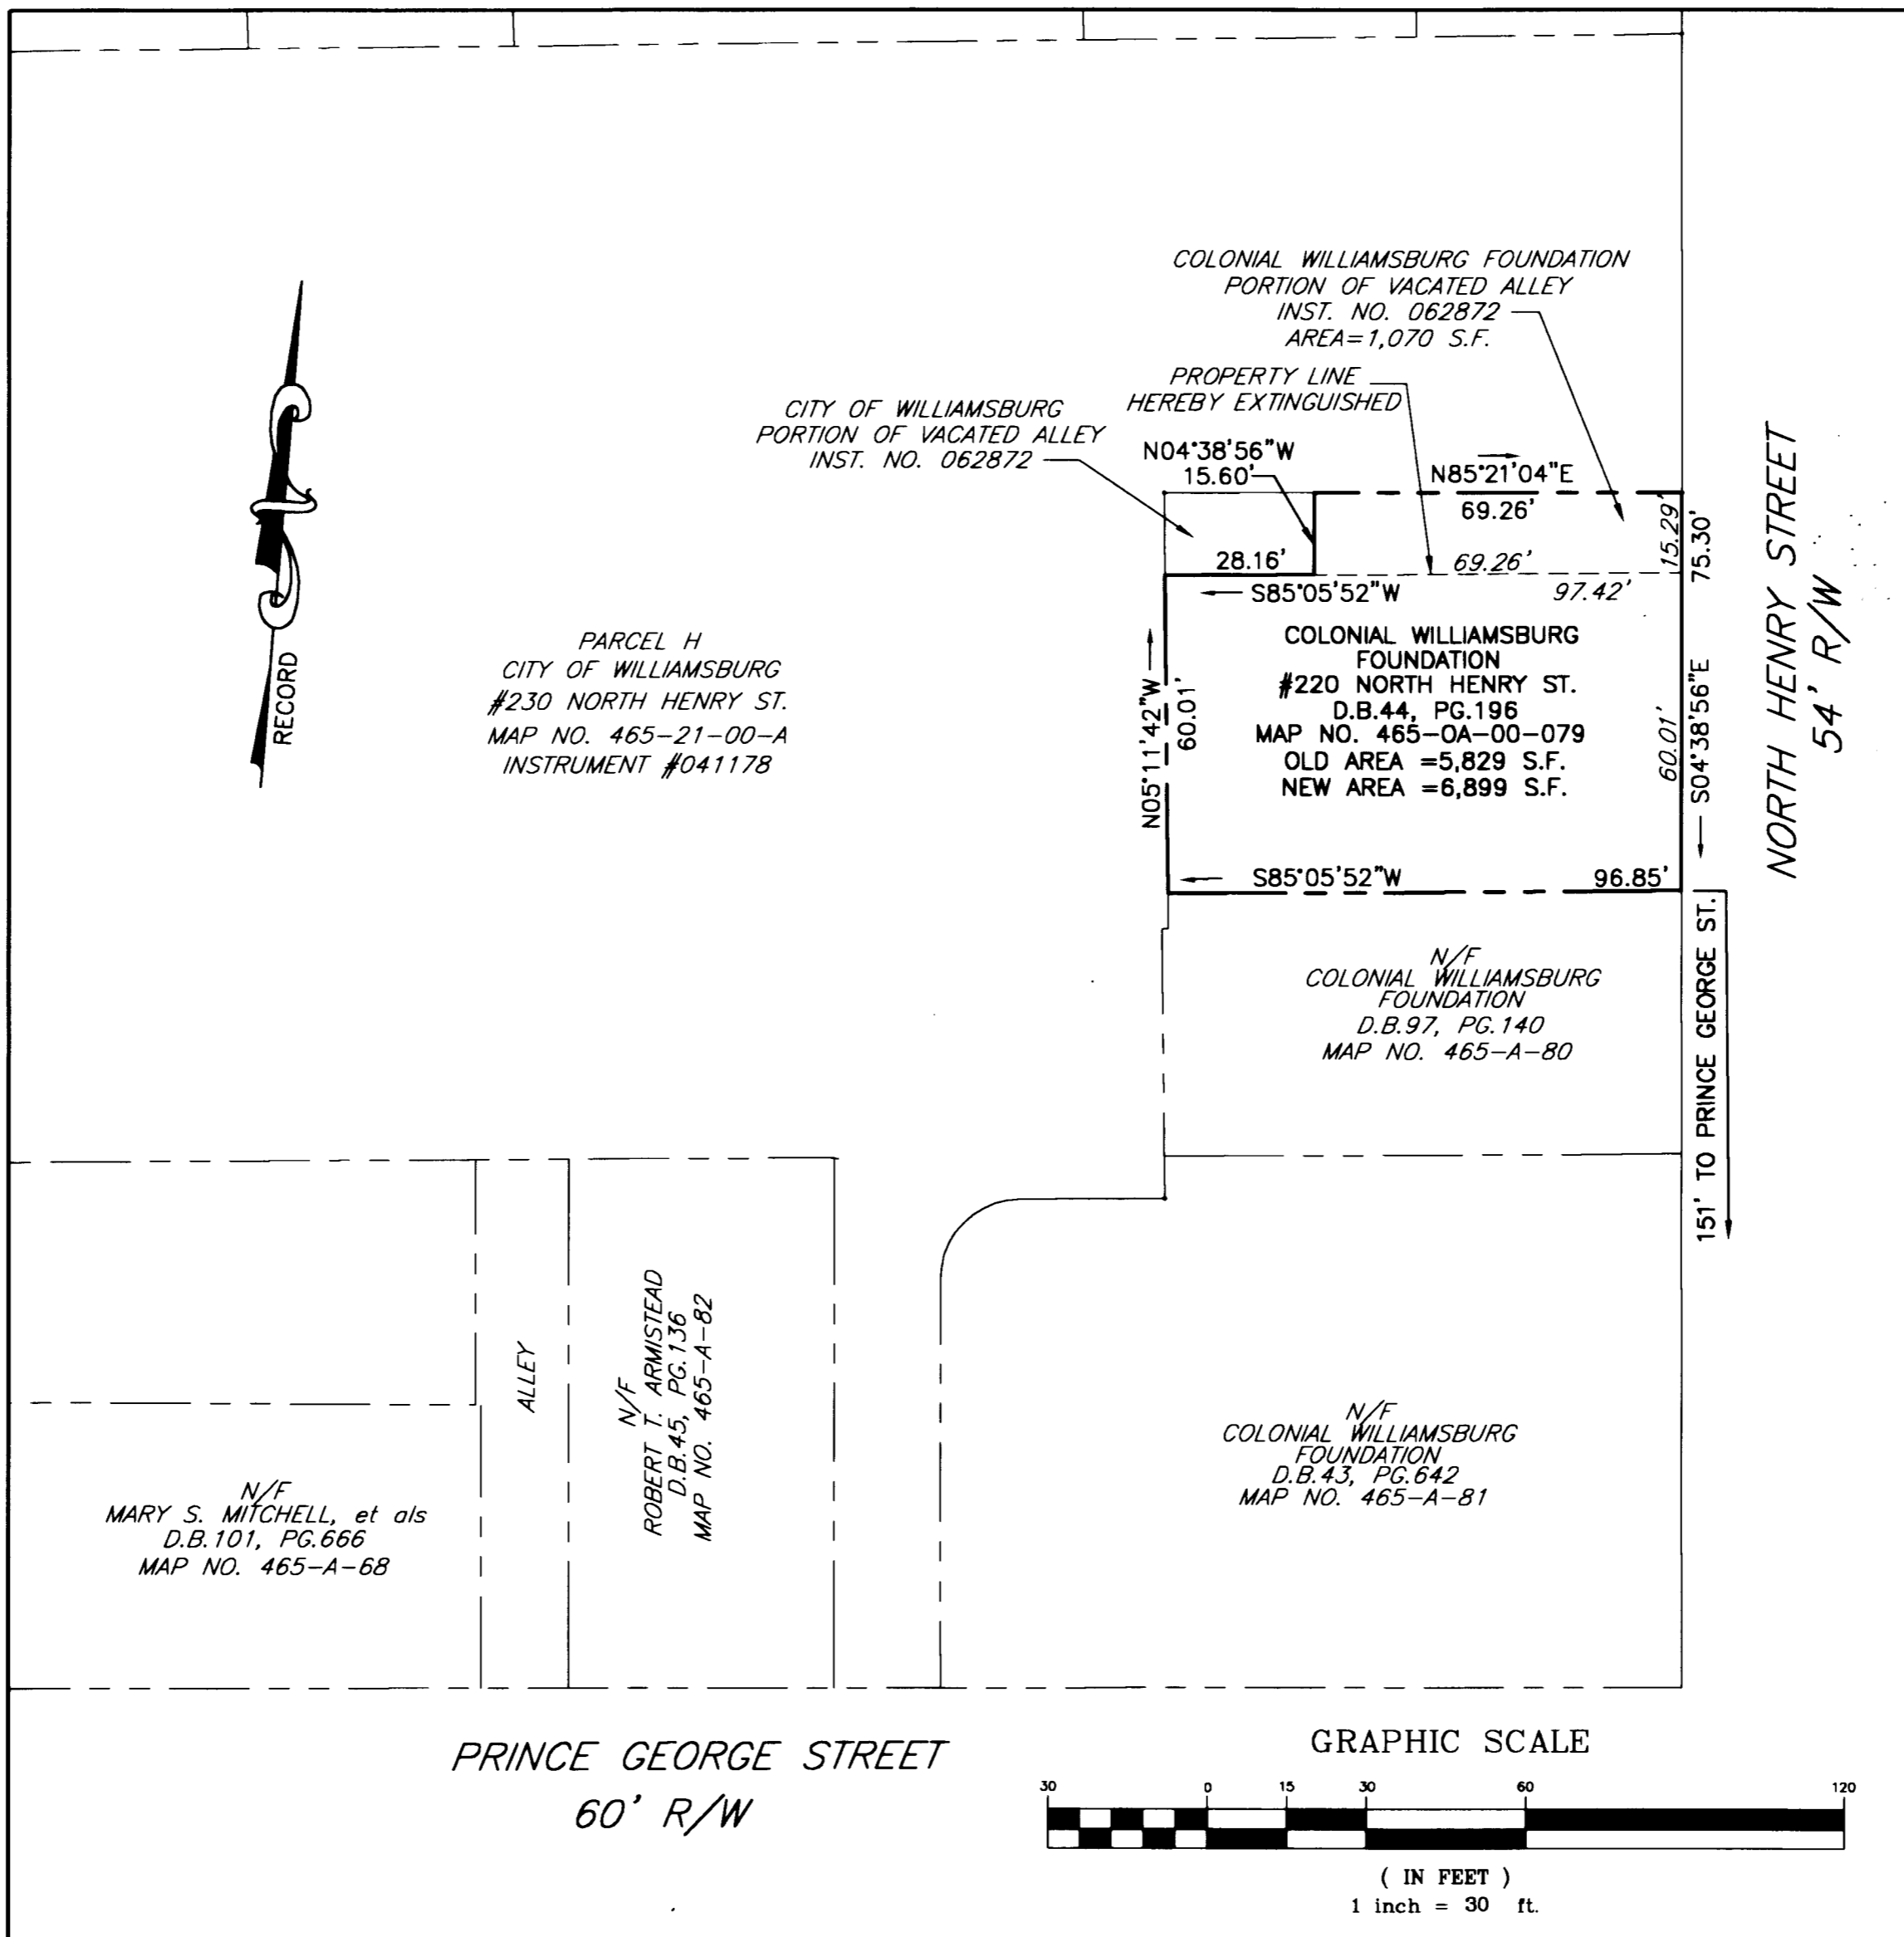 COLONIAL WILLIAMSBURG FOUNDATION
PORTION OF VACATED ALLEY
INST. NO. 062872
AREA=1,070 S.F.
PROPERTY LINE
HEREBY EXTINGUISHED
CITY OF WILLIAMSBURG
PORTION OF VACATED ALLEY
INST. NO. 062872
N04°38'56"W
15.60'
N85°21'04"E
69.26'
15.29'
75.30'
28.16'
69.26'
S85°05'52"W
97.42'
NORTH HENRY STREET
54' R/W
RECORD
PARCEL H
CITY OF WILLIAMSBURG
#230 NORTH HENRY ST.
MAP NO. 465-21-00-A
INSTRUMENT #041178
N05°11'42"W
60.01'
COLONIAL WILLIAMSBURG
FOUNDATION
#220 NORTH HENRY ST.
D.B.44, PG.196
MAP NO. 465-0A-00-079
OLD AREA =5,829 S.F.
NEW AREA =6,899 S.F.
60.01'
S04°38'56"E
S85°05'52"W
96.85'
151' TO PRINCE GEORGE ST.
N/F
COLONIAL WILLIAMSBURG
FOUNDATION
D.B.97, PG.140
MAP NO. 465-A-80
ALLEY
N/F
ROBERT T. ARMISTEAD
D.B.45, PG.136
MAP NO. 465-A-82
N/F
COLONIAL WILLIAMSBURG
FOUNDATION
D.B.43, PG.642
MAP NO. 465-A-81
N/F
MARY S. MITCHELL, et als
D.B.101, PG.666
MAP NO. 465-A-68
PRINCE GEORGE STREET
60' R/W
GRAPHIC SCALE
30 0 15 30 60 120
( IN FEET )
1 inch = 30 ft.